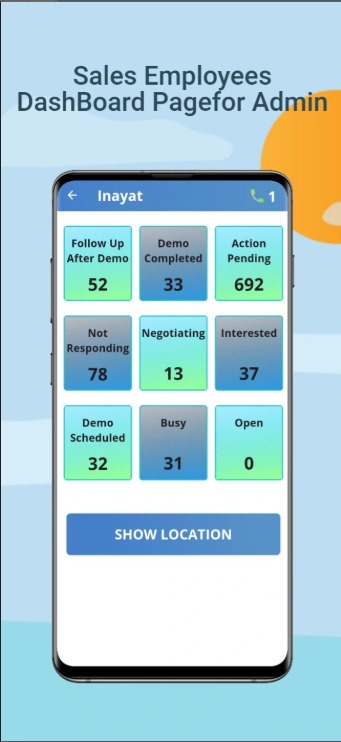 Sales Employees
DashBoard Pagefor Admin
Inayat 1
Follow Up
After Demo
52
Demo
Completed
33
Action
Pending
692
Not
Responding
78
Negotiating
13
Interested
37
Demo
Scheduled
32
Busy
31
Open
0
SHOW LOCATION